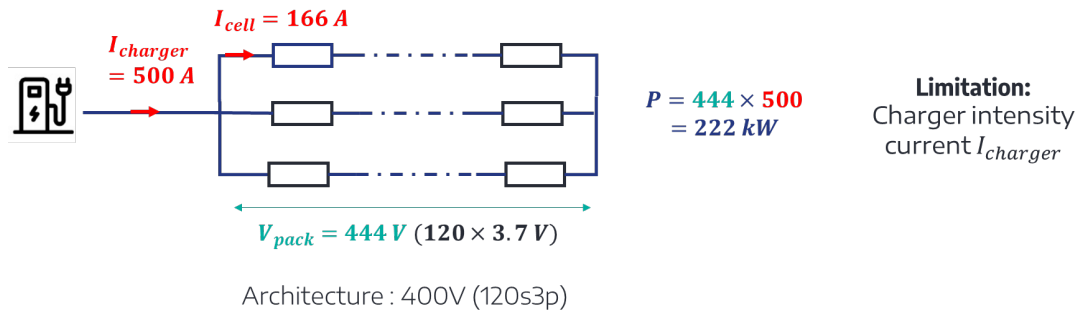 I_cell = 166 A
I_charger
= 500 A
P = 444 × 500
= 222 kW
Limitation:
Charger intensity
current I_charger
V_pack = 444 V (120 × 3.7 V)
Architecture : 400V (120s3p)